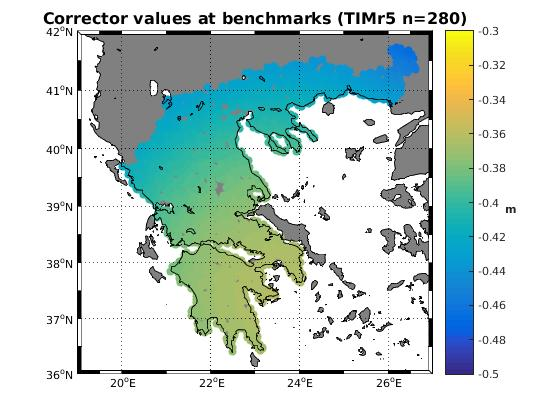 Corrector values at benchmarks (TIMr5 n=280)
42°N
41°N
40°N
39°N
38°N
37°N
36°N
20°E
22°E
24°E
26°E
-0.3
-0.32
-0.34
-0.36
-0.38
-0.4
-0.42
-0.44
-0.46
-0.48
-0.5
m